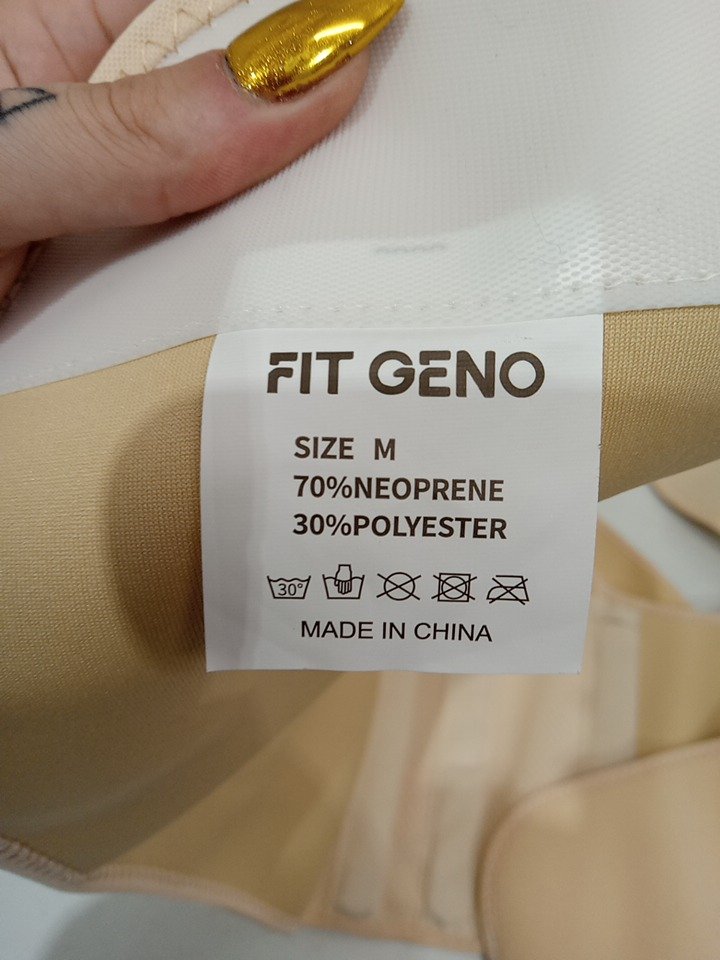 FIT GENO
SIZE M
70%NEOPRENE
30%POLYESTER
30°
MADE IN CHINA